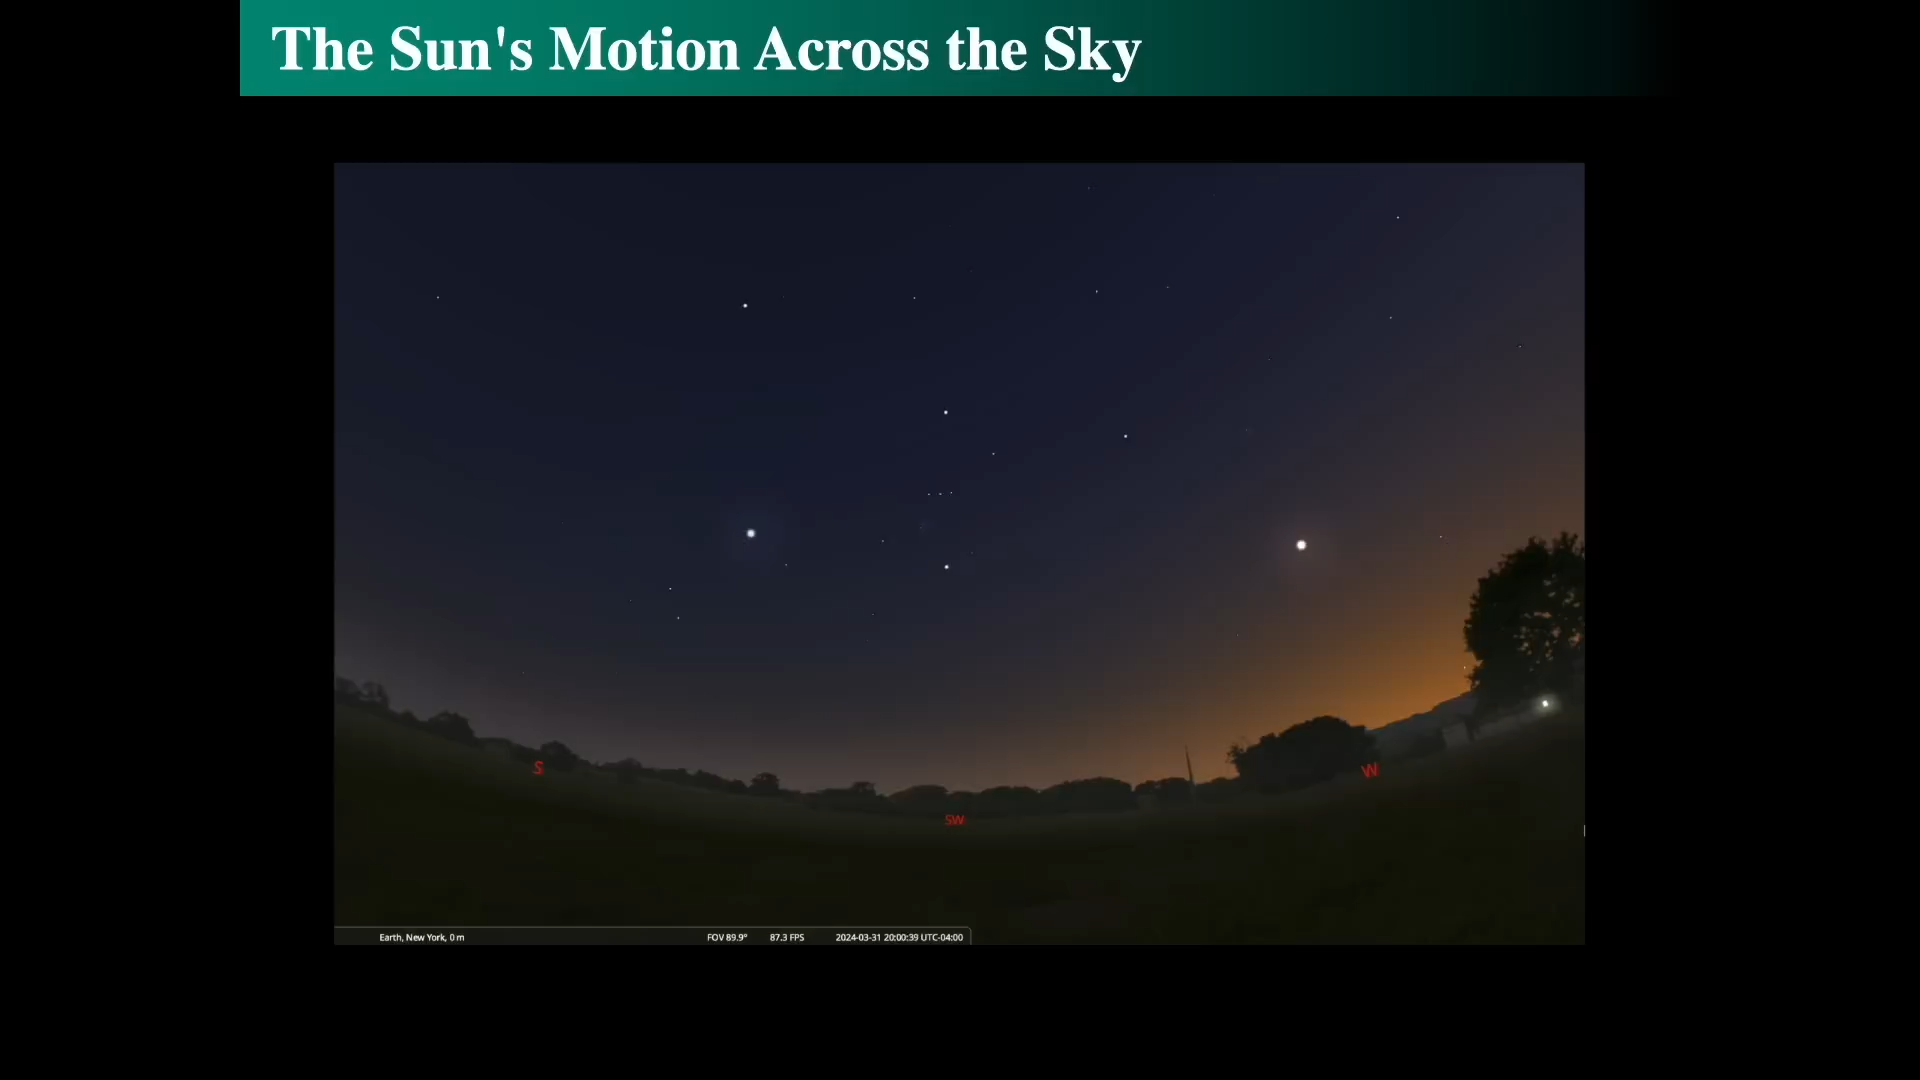 The Sun's Motion Across the Sky
S
W
SW
Earth, New York, 0 m FOV 89.9° 87.3 FPS 2024-03-31 20:00:39 UTC-04:00